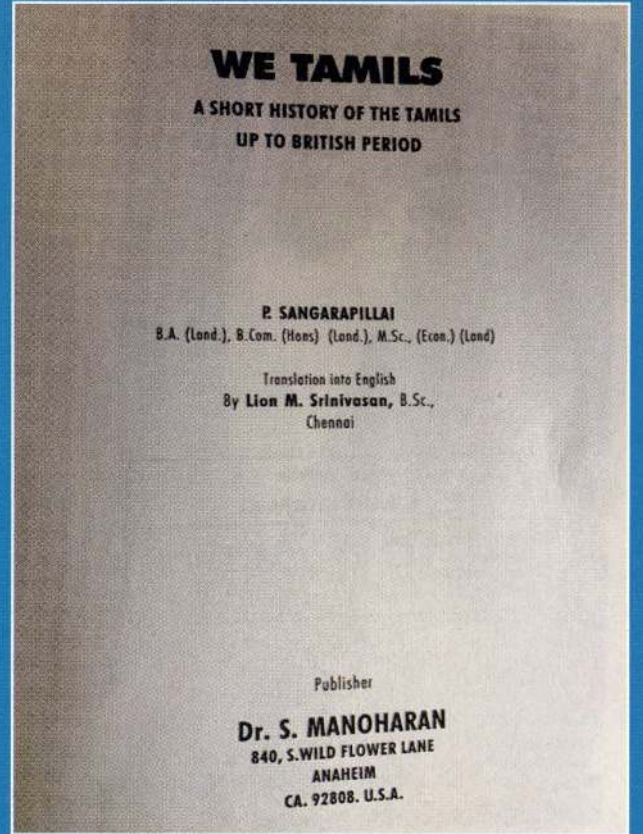 WE TAMILS
A SHORT HISTORY OF THE TAMILS
UP TO BRITISH PERIOD
P. SANGARAPILLAI
B.A. (Lond.), B.Com. (Hons) (Lond.), M.Sc., (Econ.) (Lond)
Translation into English
By Lion M. Srinivasan, B.Sc.,
Chennai
Publisher
Dr. S. MANOHARAN
840, S.WILD FLOWER LANE
ANAHEIM
CA. 92808. U.S.A.